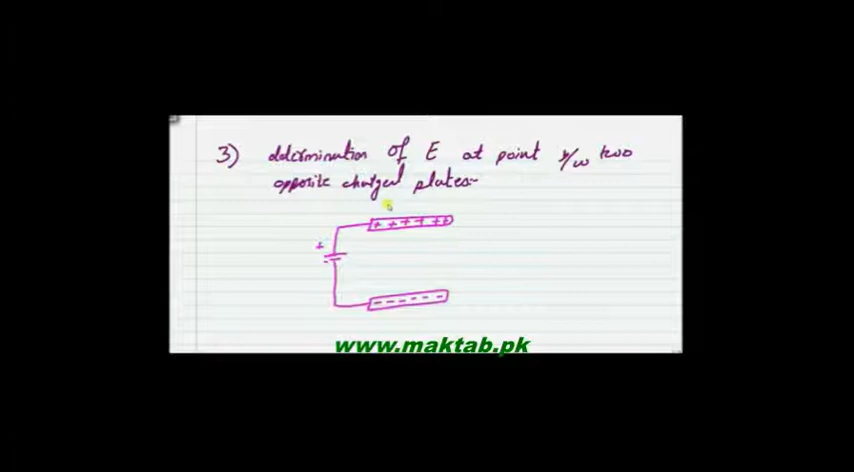 3) determination of E at point b/w two
opposite charged plates-
+ + + + + +
+
-
- - - - - -
www.maktab.pk